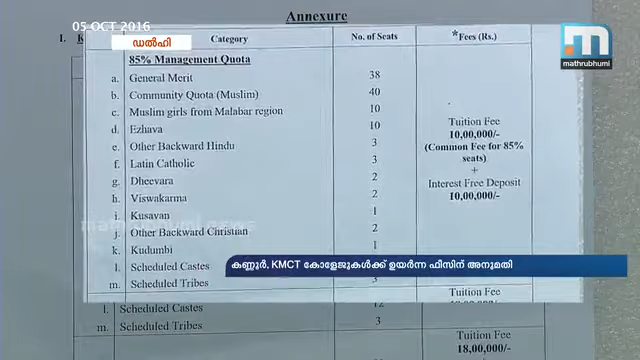 05 OCT 2016
ഡൽഹി
mathrubhumi
Annexure
I.
Category No. of Seats *Fees (Rs.)
85% Management Quota
a. General Merit 38
b. Community Quota (Muslim) 40
c. Muslim girls from Malabar region 10
d. Ezhava 10
e. Other Backward Hindu 3
f. Latin Catholic 3
g. Dheevara 2
h. Viswakarma 2
i. Kusavan 1
j. Other Backward Christian 2
k. Kudumbi 1
l. Scheduled Castes
m. Scheduled Tribes 3
Tuition Fee
10,00,000/-
(Common Fee for 85%
seats)
+
Interest Free Deposit
10,00,000/-
mathrubhumi news
കണ്ണൂർ, KMCT കോളേജുകൾക്ക് ഉയർന്ന ഫീസിന് അനുമതി
Tuition Fee
l. Scheduled Castes 12
m. Scheduled Tribes 3
Tuition Fee
18,00,000/-